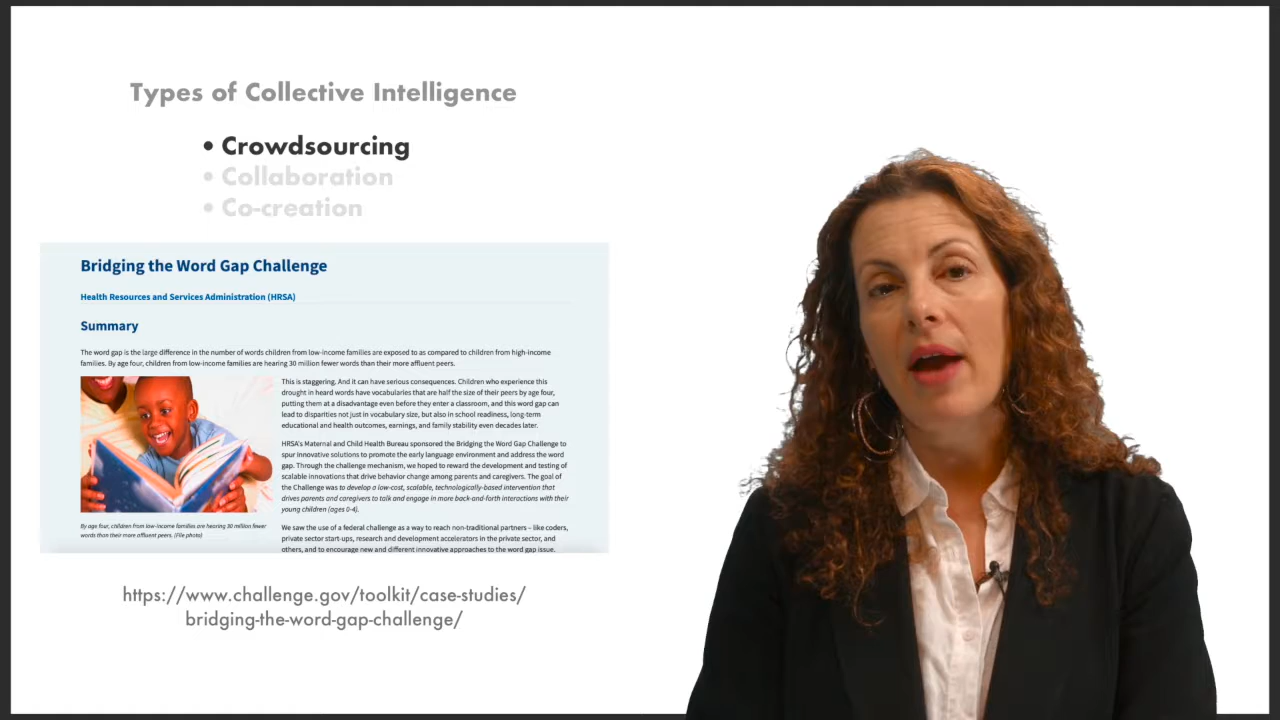 Types of Collective Intelligence
• Crowdsourcing
• Collaboration
• Co-creation
Bridging the Word Gap Challenge
Health Resources and Services Administration (HRSA)
Summary
The word gap is the large difference in the number of words children from low-income families are exposed to as compared to children from high-income
families. By age four, children from low-income families are hearing 30 million fewer words than their more affluent peers.
This is staggering. And it can have serious consequences. Children who experience this
drought in heard words have vocabularies that are half the size of their peers by age four,
putting them at a disadvantage even before they enter a classroom, and this word gap can
lead to disparities not just in vocabulary size, but also in school readiness, long-term
educational and health outcomes, earnings, and family stability even decades later.
HRSA's Maternal and Child Health Bureau sponsored the Bridging the Word Gap Challenge to
spur innovative solutions to promote the early language environment and address the word
gap. Through the challenge mechanism, we hoped to reward the development and testing of
scalable innovations that drive behavior change among parents and caregivers. The goal of
the Challenge was to develop a low-cost, scalable, technologically-based intervention that
drives parents and caregivers to talk and engage in more back-and-forth interactions with their
young children (ages 0-4).
We saw the use of a federal challenge as a way to reach non-traditional partners – like coders,
private sector start-ups, research and development accelerators in the private sector, and
others, and to encourage new and different innovative approaches to the word gap issue.
By age four, children from low-income families are hearing 30 million fewer
words than their more affluent peers. (File photo)
https://www.challenge.gov/toolkit/case-studies/
bridging-the-word-gap-challenge/